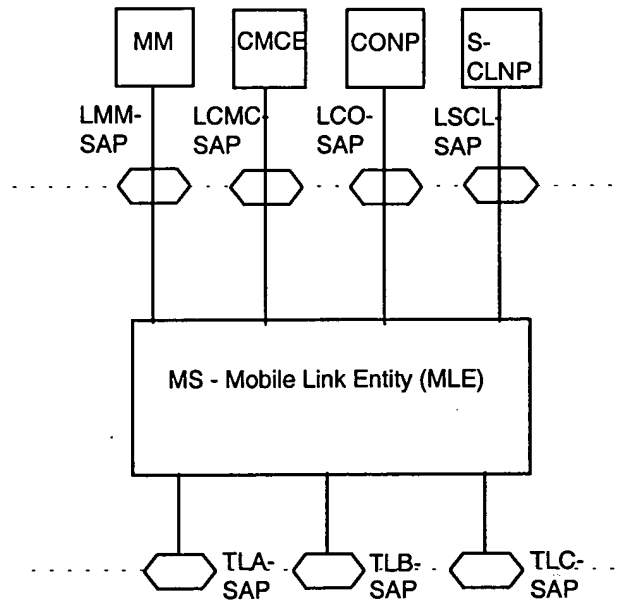 MM
CMCE
CONP
S-
CLNP
LMM-
SAP
LCMC-
SAP
LCO-
SAP
LSCL-
SAP
MS - Mobile Link Entity (MLE)
TLA-
SAP
TLB-
SAP
TLC-
SAP